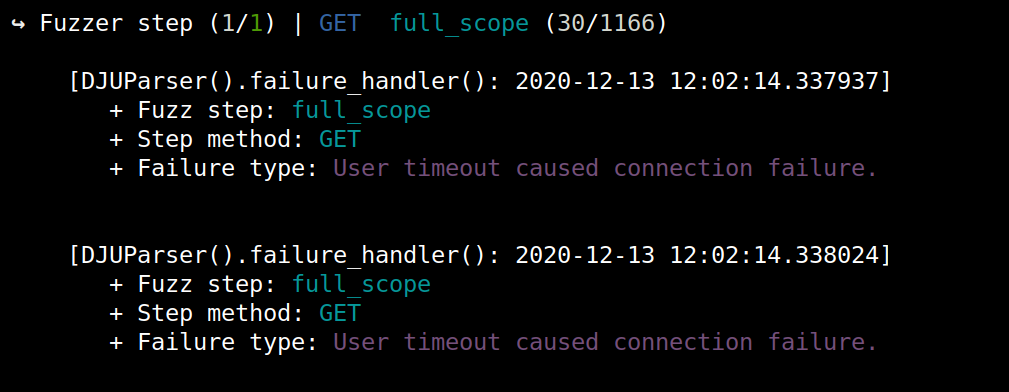 ↪ Fuzzer step (1/1) | GET full_scope (30/1166)
[DJUParser().failure_handler(): 2020-12-13 12:02:14.337937]
+ Fuzz step: full_scope
+ Step method: GET
+ Failure type: User timeout caused connection failure.
[DJUParser().failure_handler(): 2020-12-13 12:02:14.338024]
+ Fuzz step: full_scope
+ Step method: GET
+ Failure type: User timeout caused connection failure.